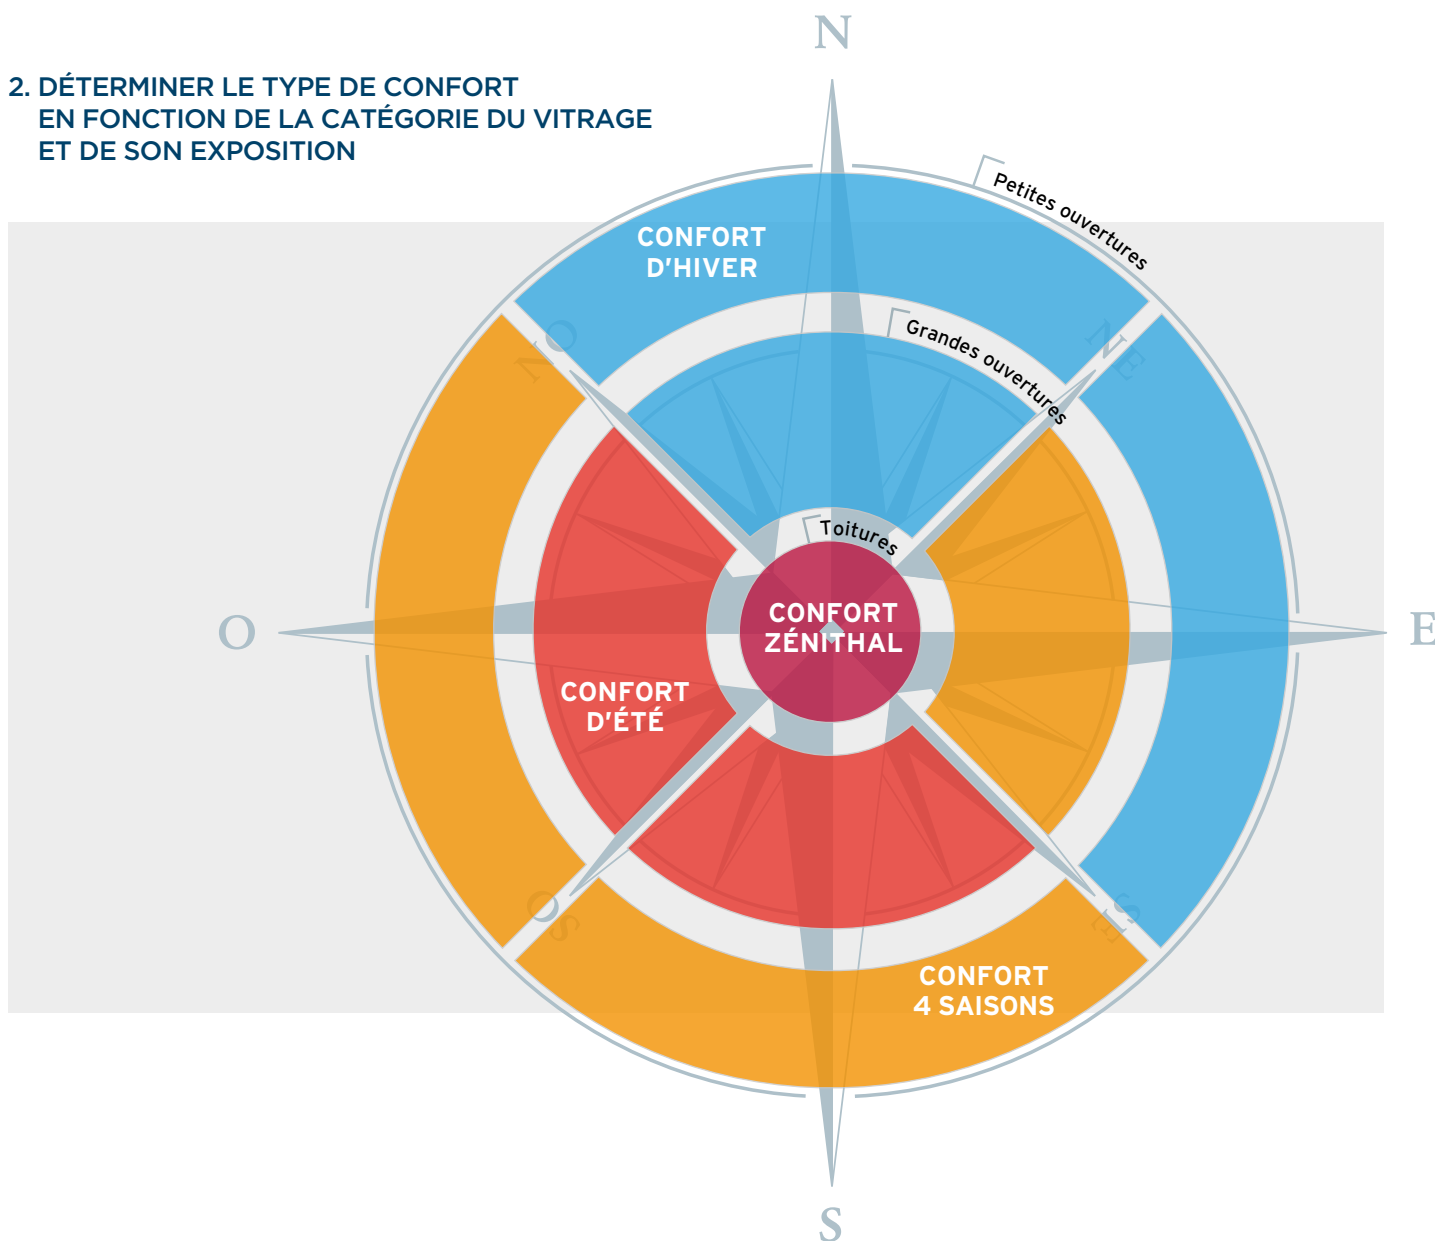 N
2. DÉTERMINER LE TYPE DE CONFORT
EN FONCTION DE LA CATÉGORIE DU VITRAGE
ET DE SON EXPOSITION
Petites ouvertures
CONFORT
D'HIVER
Grandes ouvertures
NO
NE
Toitures
CONFORT
ZÉNITHAL
O
E
CONFORT
D'ÉTÉ
SO
SE
CONFORT
4 SAISONS
S